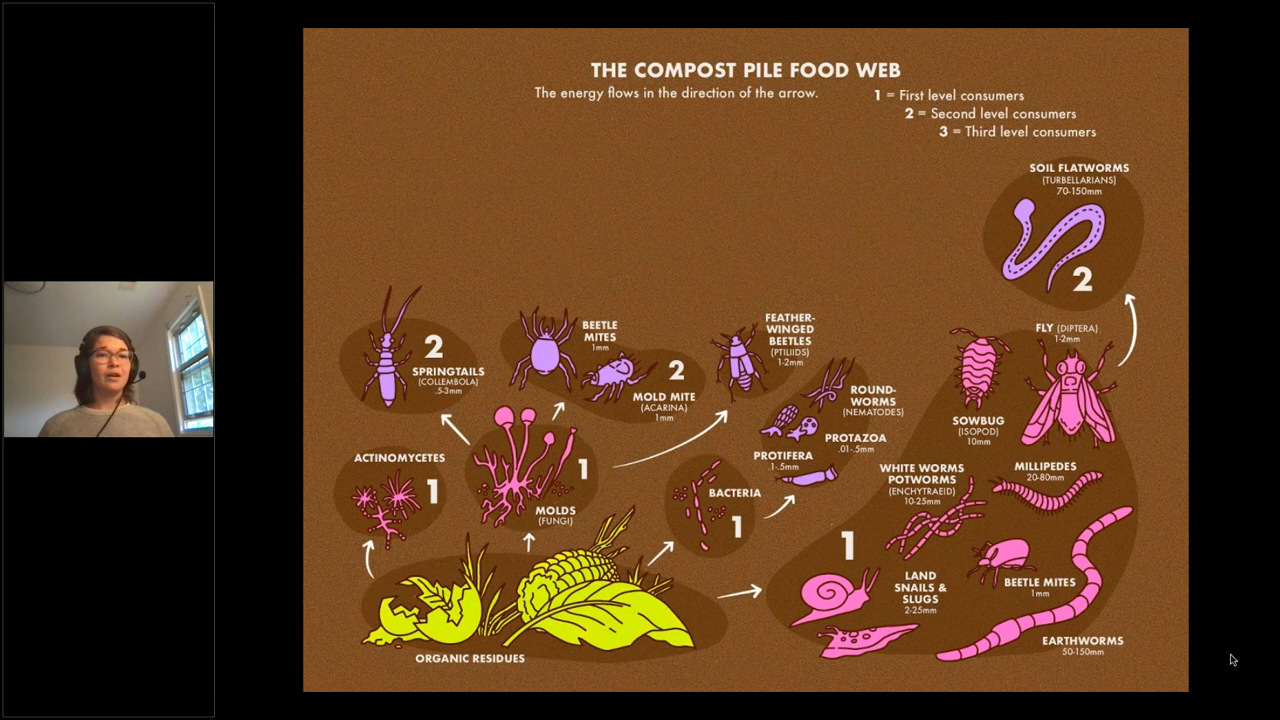 THE COMPOST PILE FOOD WEB
The energy flows in the direction of the arrow.
1 = First level consumers
2 = Second level consumers
3 = Third level consumers
SOIL FLATWORMS
(TURBELLARIANS)
70-150mm
2
2
SPRINGTAILS
(COLLEMBOLA)
.5-3mm
BEETLE
MITES
1mm
2
MOLD MITE
(ACARINA)
1mm
FEATHER-
WINGED
BEETLES
(PTILIIDS)
1-2mm
ROUND-
WORMS
(NEMATODES)
PROTAZOA
.01-.5mm
PROTIFERA
.1-.5mm
FLY (DIPTERA)
1-2mm
SOWBUG
(ISOPOD)
10mm
ACTINOMYCETES
1
1
MOLDS
(FUNGI)
BACTERIA
1
WHITE WORMS
POTWORMS
(ENCHYTRAEID)
10-25mm
MILLIPEDES
20-80mm
1
LAND
SNAILS &
SLUGS
2-25mm
BEETLE MITES
1mm
EARTHWORMS
50-150mm
ORGANIC RESIDUES